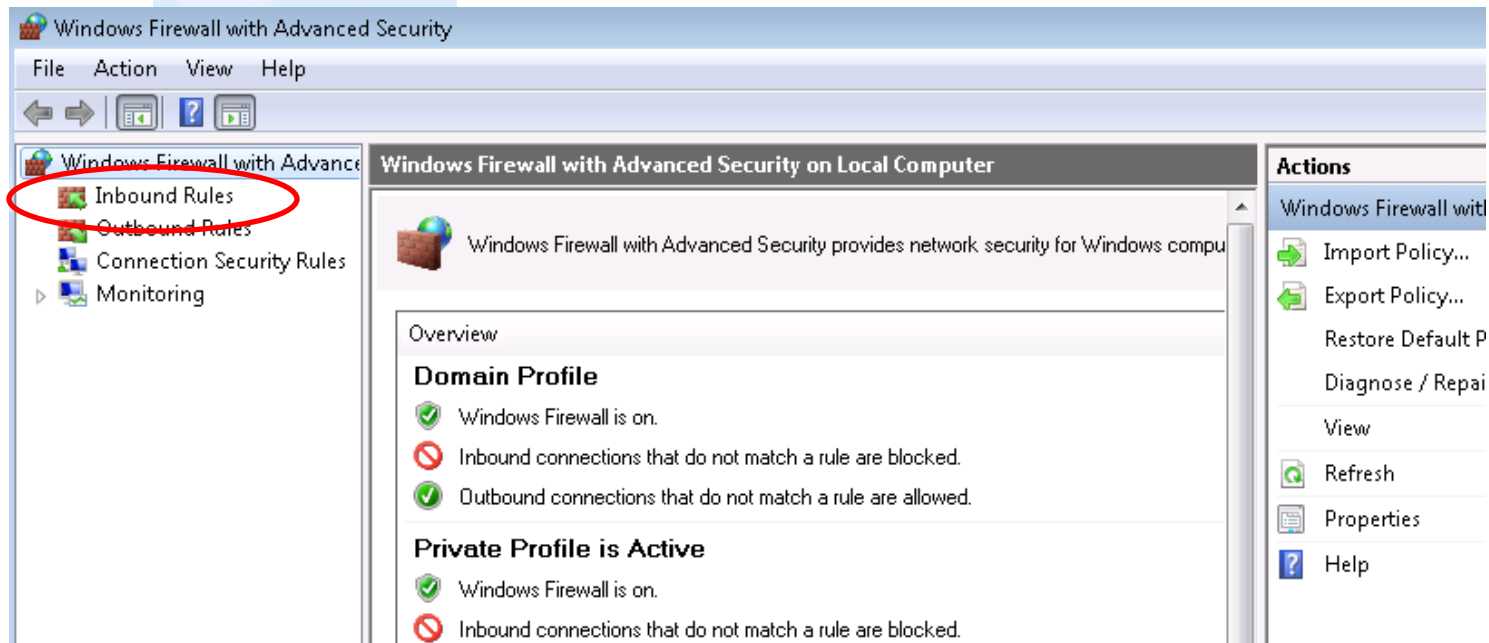 Windows Firewall with Advanced Security
File Action View Help
Windows Firewall with Advance
Inbound Rules
Outbound Rules
Connection Security Rules
Monitoring
Windows Firewall with Advanced Security on Local Computer
Windows Firewall with Advanced Security provides network security for Windows compu
Overview
Domain Profile
Windows Firewall is on.
Inbound connections that do not match a rule are blocked.
Outbound connections that do not match a rule are allowed.
Private Profile is Active
Windows Firewall is on.
Inbound connections that do not match a rule are blocked.
Actions
Windows Firewall with
Import Policy...
Export Policy...
Restore Default P
Diagnose / Repai
View
Refresh
Properties
Help